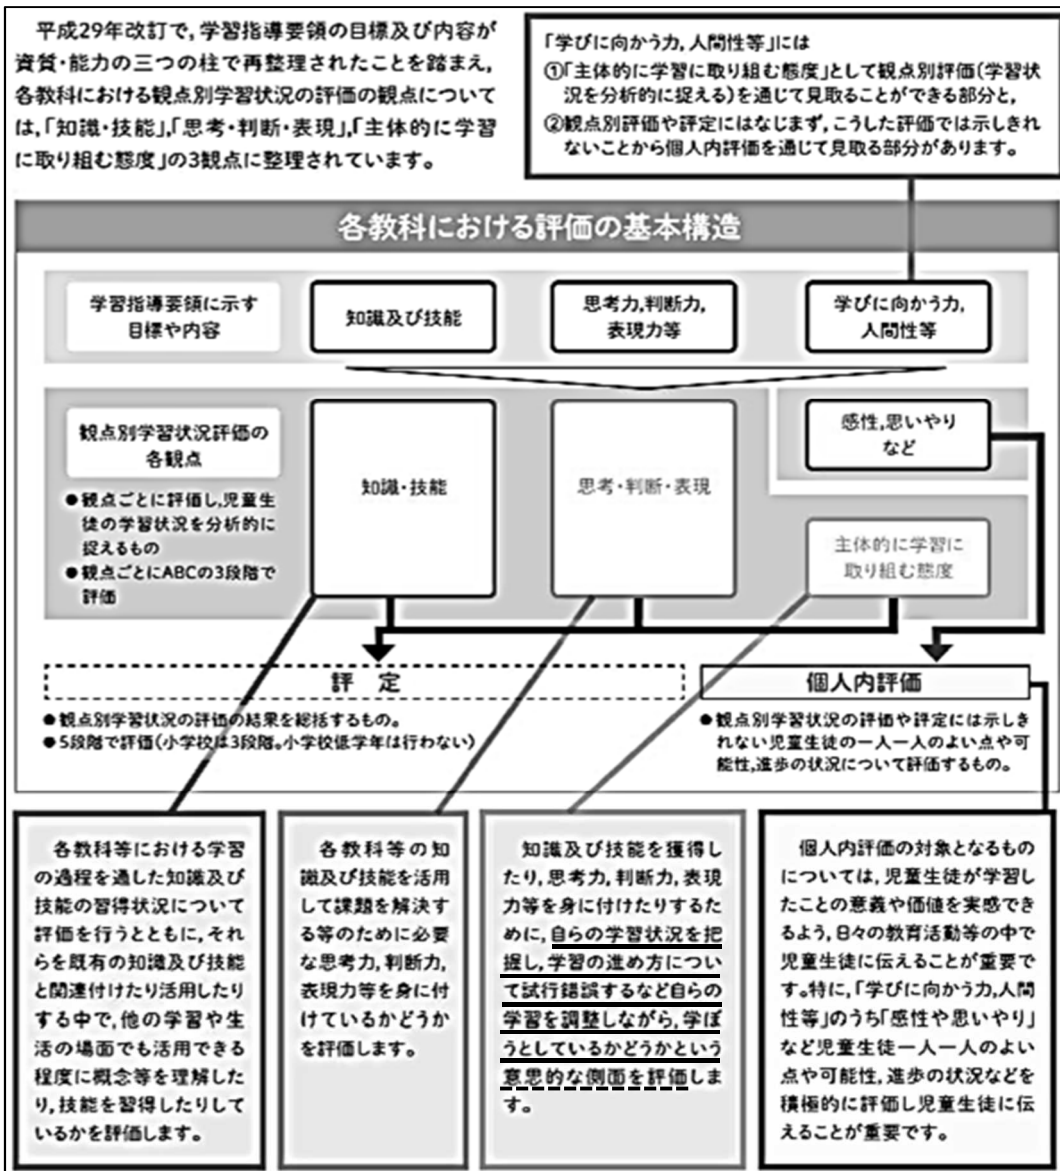 平成29年改訂で,学習指導要領の目標及び内容が
資質・能力の三つの柱で再整理されたことを踏まえ,
各教科における観点別学習状況の評価の観点について
は,「知識・技能」,「思考・判断・表現」,「主体的に学習
に取り組む態度」の3観点に整理されています。
「学びに向かう力,人間性等」には
①「主体的に学習に取り組む態度」として観点別評価(学習状
況を分析的に捉える)を通じて見取ることができる部分と,
②観点別評価や評定にはなじまず,こうした評価では示しきれ
ないことから個人内評価を通じて見取る部分があります。
各教科における評価の基本構造
学習指導要領に示す
目標や内容
知識及び技能
思考力,判断力,
表現力等
学びに向かう力,
人間性等
観点別学習状況評価の
各観点
●観点ごとに評価し,児童生
徒の学習状況を分析的に
捉えるもの
●観点ごとにABCの3段階で
評価
知識・技能
思考・判断・表現
感性,思いやり
など
主体的に学習に
取り組む態度
評 定
●観点別学習状況の評価の結果を総括するもの。
●5段階で評価(小学校は3段階。小学校低学年は行わない)
個人内評価
●観点別学習状況の評価や評定には示しき
れない児童生徒の一人一人のよい点や可
能性,進歩の状況について評価するもの。
各教科等における学習
の過程を通した知識及び
技能の習得状況について
評価を行うとともに,それ
らを既有の知識及び技能
と関連付けたり活用したり
する中で,他の学習や生
活の場面でも活用できる
程度に概念等を理解した
り,技能を習得したりして
いるかを評価します。
各教科等の知
識及び技能を活用
して課題を解決す
る等のために必要
な思考力,判断力,
表現力等を身に付
けているかどうか
を評価します。
知識及び技能を獲得し
たり,思考力,判断力,表現
力等を身に付けたりするた
めに,自らの学習状況を把
握し,学習の進め方につい
て試行錯誤するなど自らの
学習を調整しながら,学ぼ
うとしているかどうかという
意思的な側面を評価しま
す。
個人内評価の対象となるもの
については,児童生徒が学習し
たことの意義や価値を実感でき
るよう,日々の教育活動等の中で
児童生徒に伝えることが重要で
す。特に,「学びに向かう力,人間
性等」のうち「感性や思いやり」
など児童生徒一人一人のよい
点や可能性,進歩の状況などを
積極的に評価し児童生徒に伝
えることが重要です。